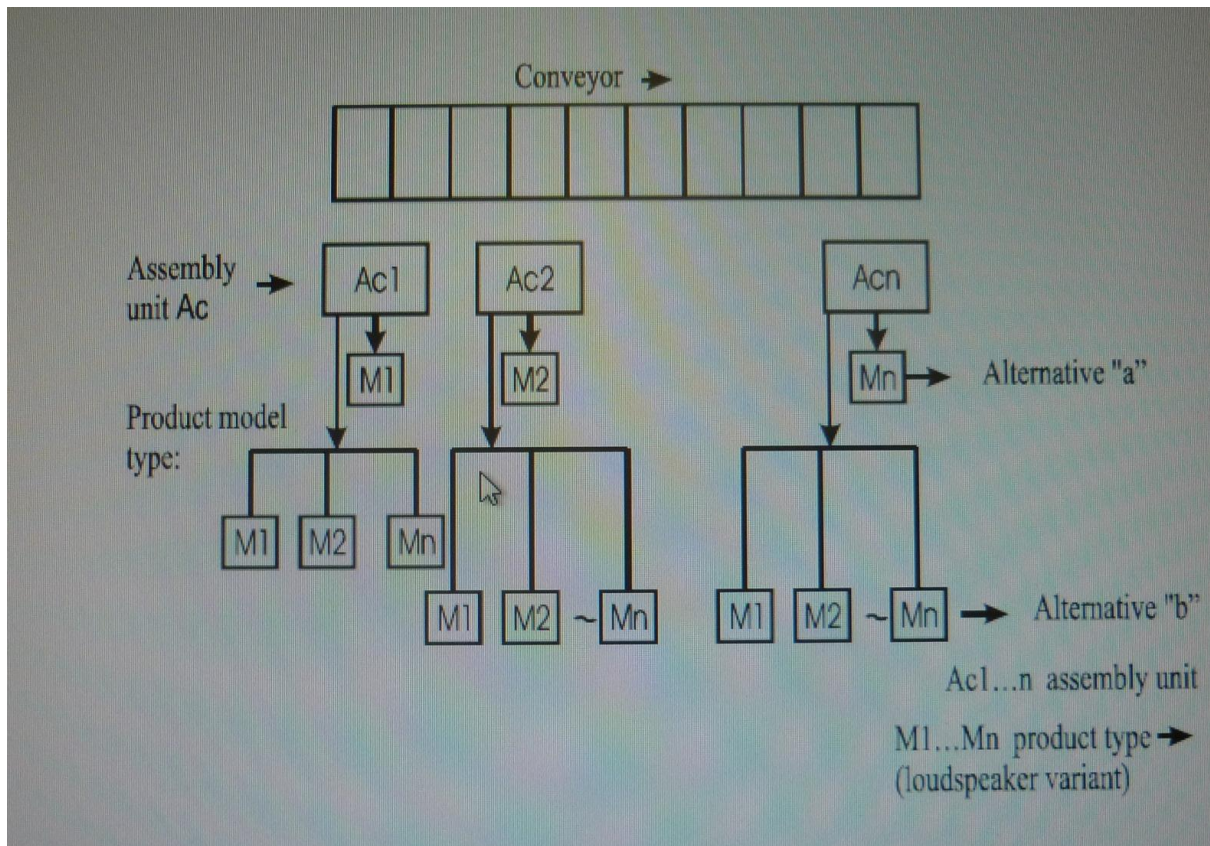 Conveyor
Assembly
unit Ac
Ac1
Ac2
Acn
M1
M2
Mn
Alternative "a”
Product model
type:
M1
M2
Mn
M1
M2
~
Mn
M1
M2
~
Mn
Alternative "b”
Ac1...n assembly unit
M1...Mn product type
(loudspeaker variant)